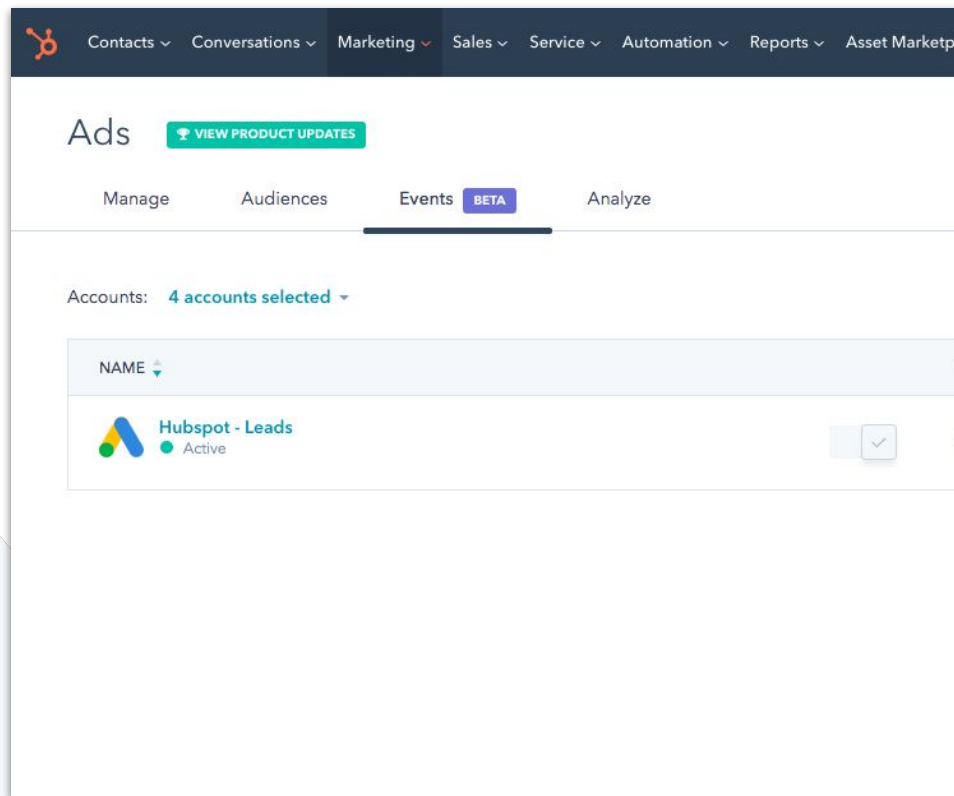 Contacts Conversations Marketing Sales Service Automation Reports Asset Marketp
Ads VIEW PRODUCT UPDATES
Manage Audiences Events BETA Analyze
Accounts: 4 accounts selected
NAME
Hubspot - Leads
Active